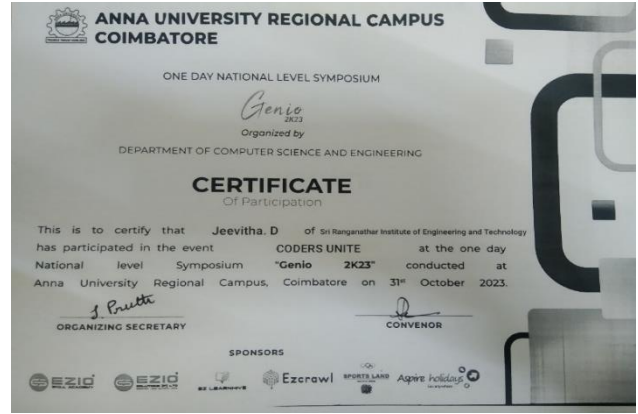 ANNA UNIVERSITY REGIONAL CAMPUS
COIMBATORE
ONE DAY NATIONAL LEVEL SYMPOSIUM
Genio
2K23
Organized by
DEPARTMENT OF COMPUTER SCIENCE AND ENGINEERING
CERTIFICATE
Of Participation
This is to certify that Jeevitha. D of Sri Ranganathar Institute of Engineering and Technology
has participated in the event CODERS UNITE at the one day
National level Symposium "Genio 2K23" conducted at
Anna University Regional Campus, Coimbatore on 31st October 2023.
ORGANIZING SECRETARY
CONVENOR
SPONSORS
EZIO
EZIO
EZ LEARNINGS
Ezcrawl
SPORTS LAND
Aspire holidays